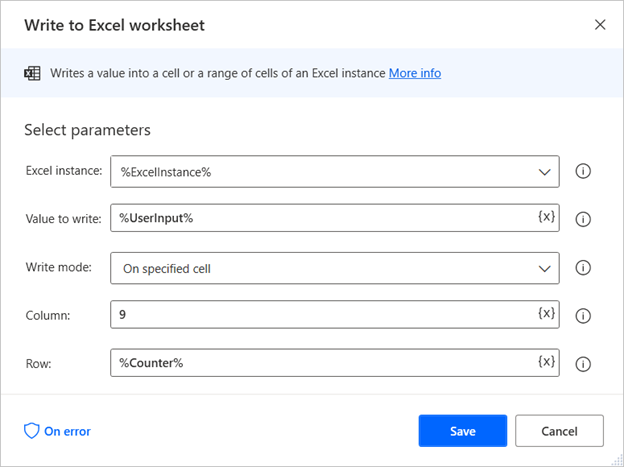 Write to Excel worksheet
Writes a value into a cell or a range of cells of an Excel instance More info
Select parameters
Excel instance: %ExcelInstance%
Value to write: %UserInput% {x}
Write mode: On specified cell
Column: 9 {x}
Row: %Counter% {x}
On error Save Cancel